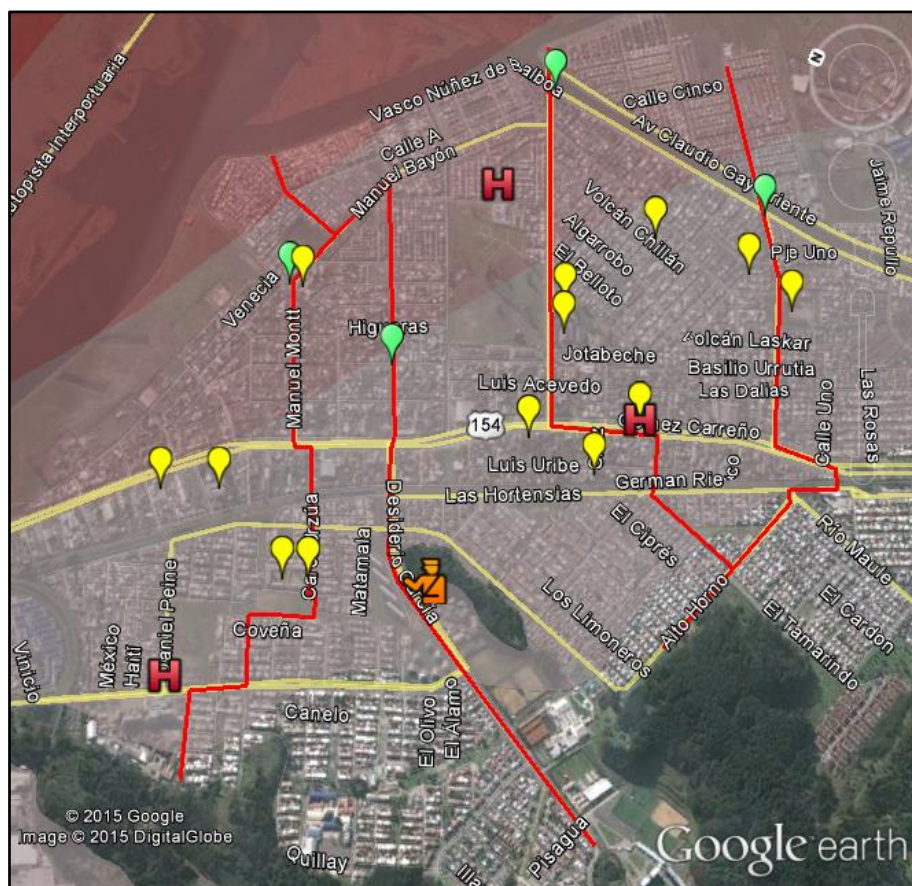 Autopista Interportuaria
Vasco Núñez de Balboa
Calle Cinco
N
Calle A
Manuel Bayón
Av Claudio Gay Oriente
Jaime Repullo
Volcán Chillán
Algarrobo
El Belloto
Pje Uno
H
Venecia
Manuel Montt
Higueras
Jotabeche
Volcán Laskar
Basilio Urrutia
Las Dalias
Las Rosas
Calle Uno
Luis Acevedo
154
H
Luis Uribe
German Riesco
Las Hortensias
Desiderio García
Matamala
El Ciprés
Río Maule
Los Limoneros
Alto Horno
El Cardon
El Tamarindo
Daniel Peine
Coveña
México
Haití
Vinicio
H
Canelo
El Olivo
El Álamo
© 2015 Google
Image © 2015 DigitalGlobe
Quillay
Pisagua
Google earth